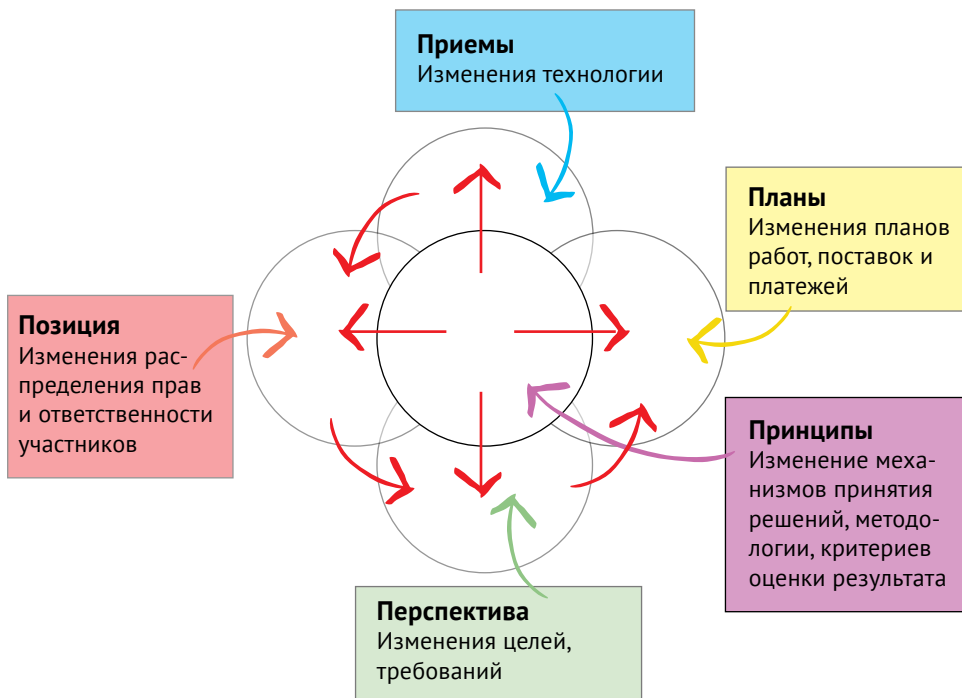 Приемы
Изменения технологии
Планы
Изменения планов
работ, поставок и
платежей
Позиция
Изменения рас-
пределения прав
и ответственности
участников
Принципы
Изменение меха-
низмов принятия
решений, методо-
логии, критериев
оценки результата
Перспектива
Изменения целей,
требований